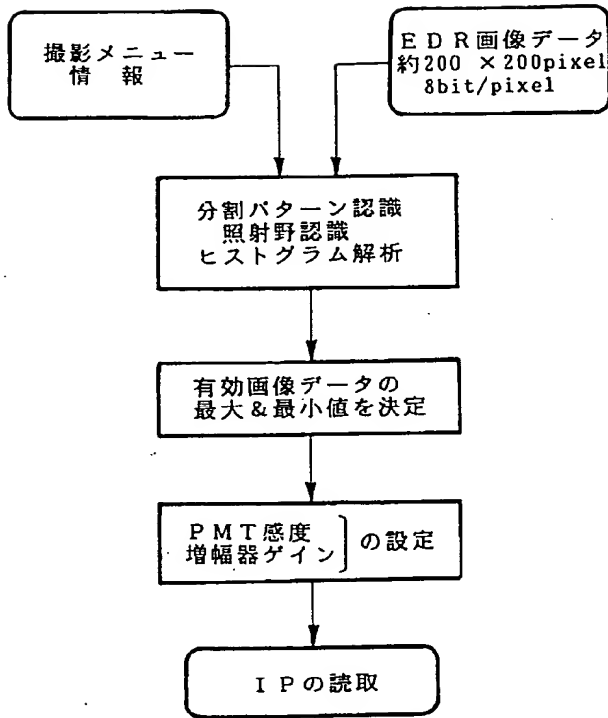 撮影メニュー
情報
EDR画像データ
約200 ×200pixel
8bit/pixel
分割パターン認識
照射野認識
ヒストグラム解析
有効画像データの
最大&最小値を決定
PMT感度
増幅器ゲイン
の設定
IPの読取